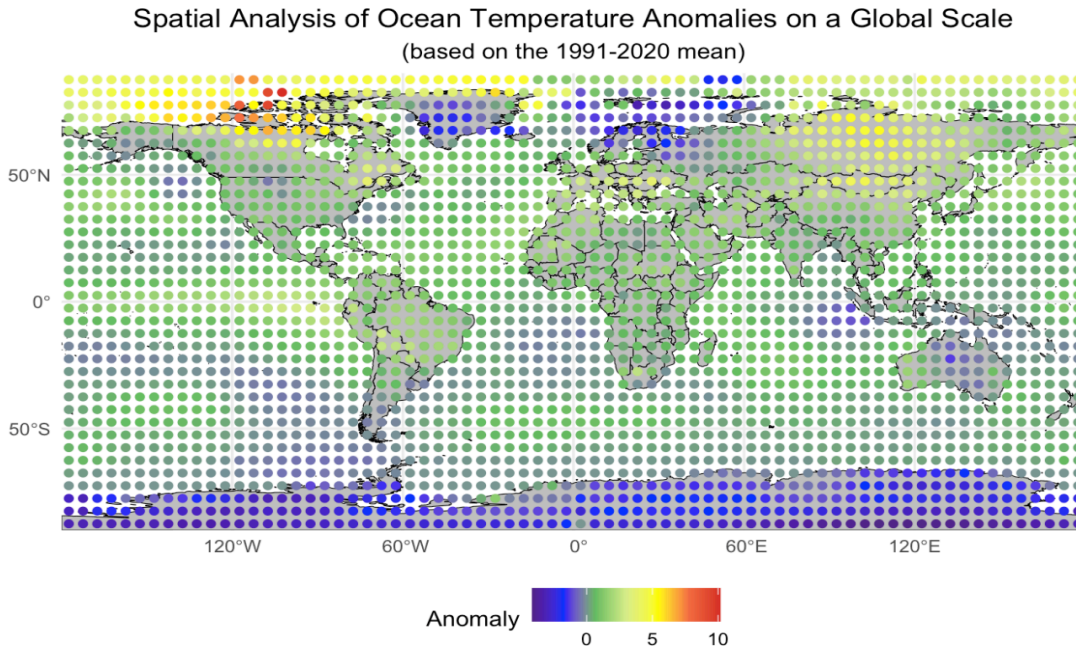 Spatial Analysis of Ocean Temperature Anomalies on a Global Scale
(based on the 1991-2020 mean)
50°N
0°
50°S
120°W 60°W 0° 60°E 120°E
Anomaly
0 5 10